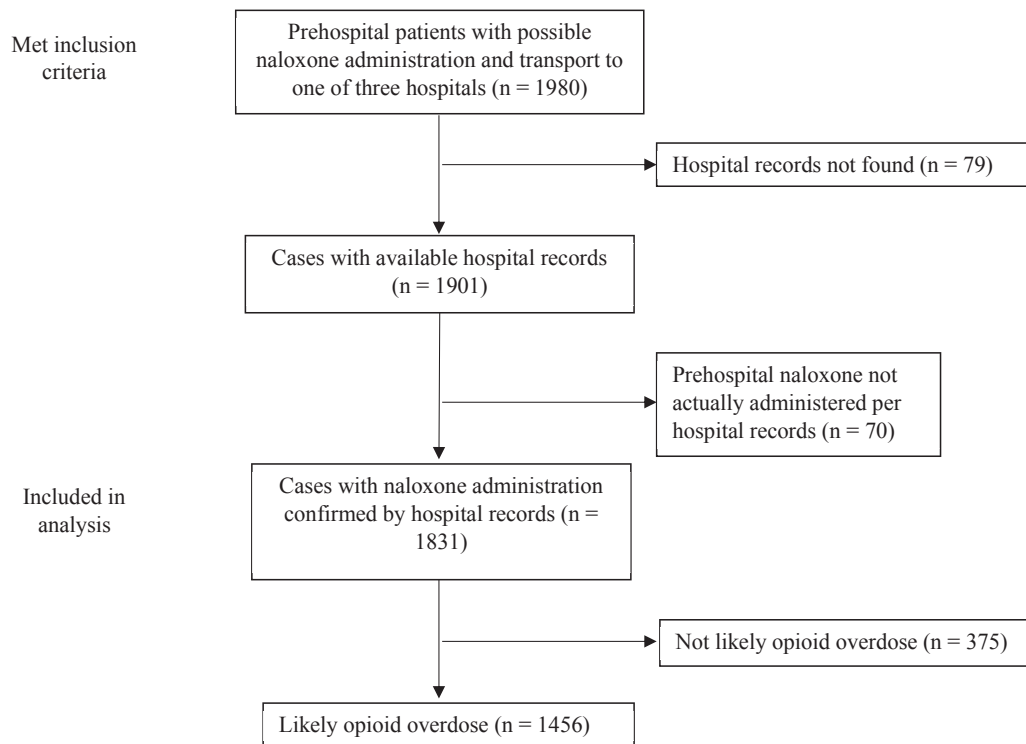 Met inclusion
criteria
Prehospital patients with possible
naloxone administration and transport to
one of three hospitals (n = 1980)
Hospital records not found (n = 79)
Cases with available hospital records
(n = 1901)
Prehospital naloxone not
actually administered per
hospital records (n = 70)
Included in
analysis
Cases with naloxone administration
confirmed by hospital records (n =
1831)
Not likely opioid overdose (n = 375)
Likely opioid overdose (n = 1456)